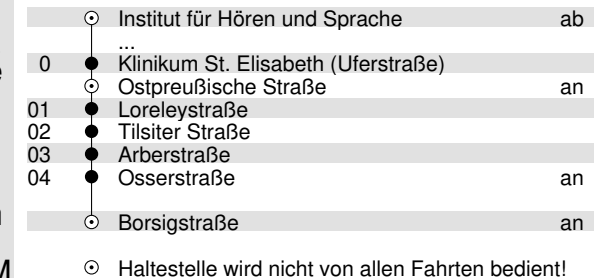 Institut für Hören und Sprache ab
...
0 Klinikum St. Elisabeth (Uferstraße)
Ostpreußische Straße an
01 Loreleystraße
02 Tilsiter Straße
03 Arberstraße
04 Osserstraße an
Borsigstraße an
Haltestelle wird nicht von allen Fahrten bedient!